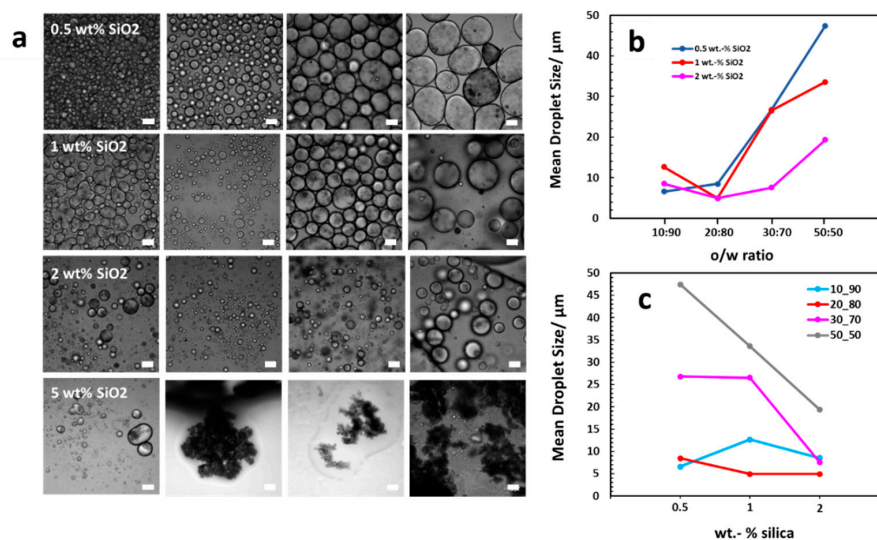 a
0.5 wt% SiO2
1 wt% SiO2
2 wt% SiO2
5 wt% SiO2
b
Mean Droplet Size/ μm
50
40
30
20
10
0
0.5 wt.-% SiO2
1 wt.-% SiO2
2 wt.-% SiO2
10:90 20:80 30:70 50:50
o/w ratio
c
Mean Droplet Size/ μm
50
45
40
35
30
25
20
15
10
5
0
10_90
20_80
30_70
50_50
0.5 1 2
wt.- % silica